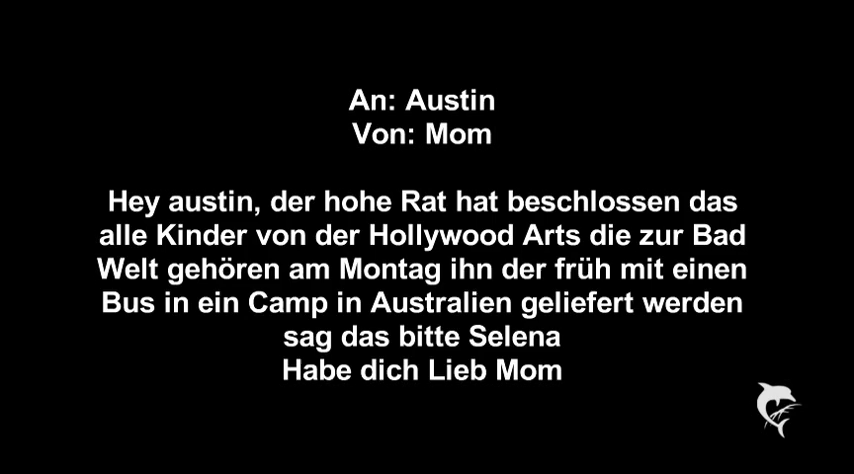 An: Austin
Von: Mom
Hey austin, der hohe Rat hat beschlossen das
alle Kinder von der Hollywood Arts die zur Bad
Welt gehören am Montag ihn der früh mit einen
Bus in ein Camp in Australien geliefert werden
sag das bitte Selena
Habe dich Lieb Mom